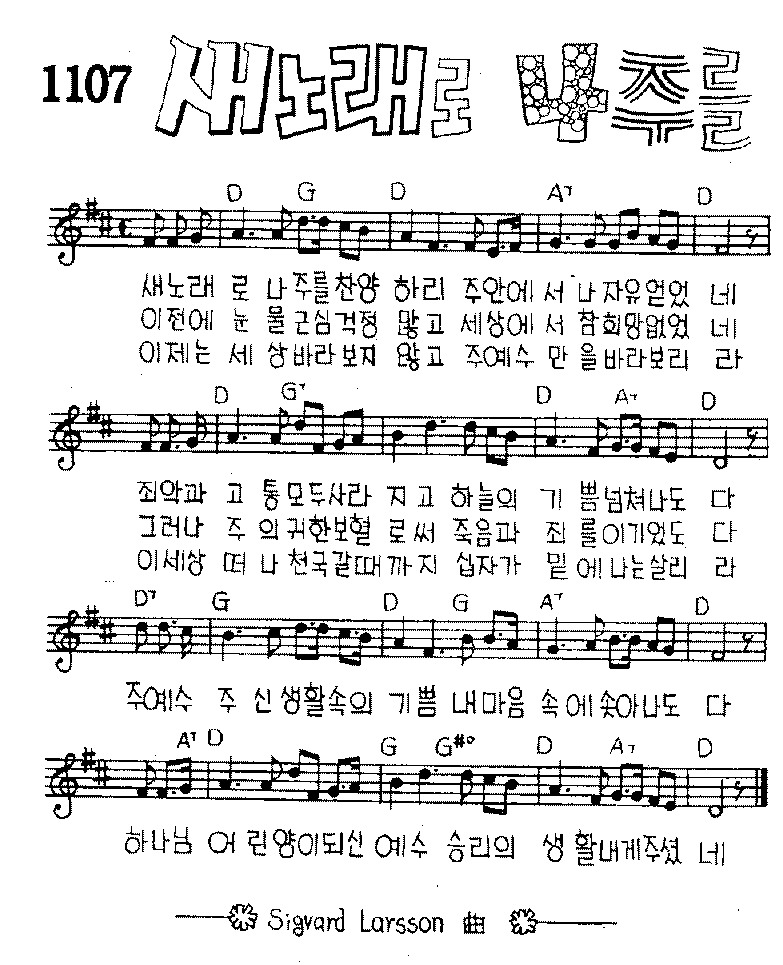 1107 새노래로 나 주를
D G D A7 D
새노래 로 나 주를찬양 하리 주안에 서 나 자유얻었 네
이전에 눈 물 근심걱정 많고 세상에 서 참희망없었 네
이제는 세 상바라보지 않고 주예수 만 을바라보리 라
D G7 D A7 D
죄악과 고 통모두사라 지고 하늘의 기 쁨넘쳐나도 다
그러나 주 의귀한보혈 로써 죽음과 죄 를이기었도 다
이세상 떠 나 천국갈때 까지 십자가 밑 에나는살리 라
D7 G D G A7 D
주예수 주 신생활속의 기쁨 내마음 속에솟아나도 다
A7 D G G#o D A7 D
하나님 어 린양이되신 예수 승리의 생 활내게주셨 네
Sigvard Larsson 曲